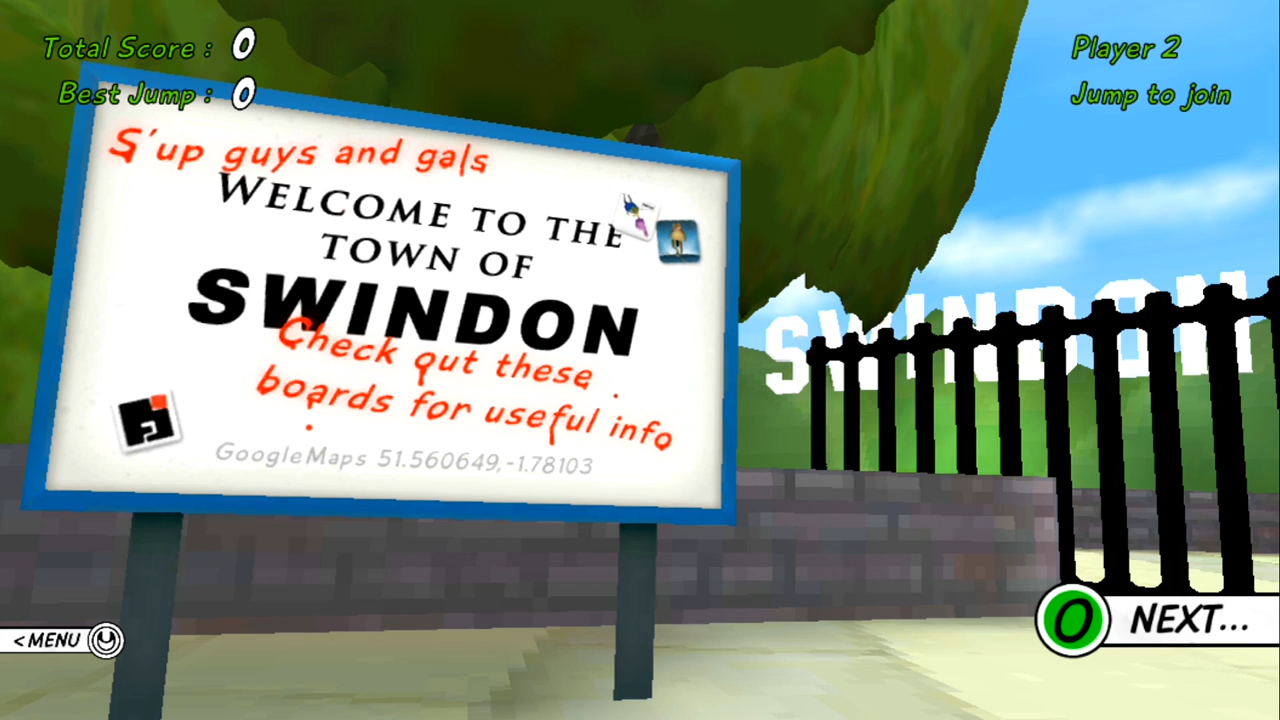 Total Score : 0
Best Jump : 0
Player 2
Jump to join
S'up guys and gals
WELCOME TO THE
TOWN OF
SWINDON
Check out these
boards for useful info
GoogleMaps 51.560649,-1.78103
SWINDON
< MENU
O NEXT...